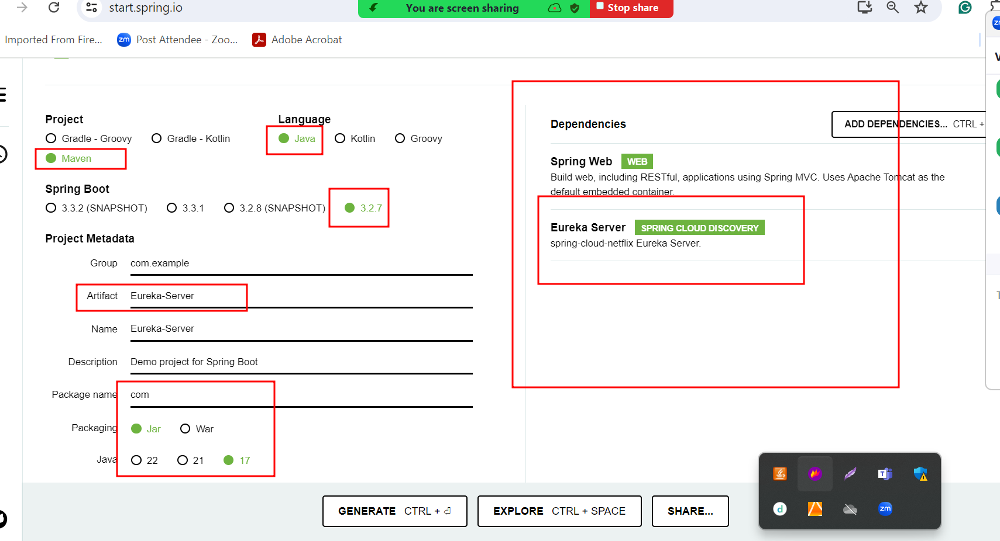 start.spring.io
You are screen sharing
Stop share
Imported From Fire...
zm
Post Attendee - Zoo...
Adobe Acrobat
Project
Gradle - Groovy
Gradle - Kotlin
Maven
Language
Java
Kotlin
Groovy
Spring Boot
3.3.2 (SNAPSHOT)
3.3.1
3.2.8 (SNAPSHOT)
3.2.7
Project Metadata
Group com.example
Artifact Eureka-Server
Name Eureka-Server
Description Demo project for Spring Boot
Package name com
Packaging Jar War
Java 22 21 17
Dependencies
ADD DEPENDENCIES... CTRL +
Spring Web WEB
Build web, including RESTful, applications using Spring MVC. Uses Apache Tomcat as the
default embedded container.
Eureka Server SPRING CLOUD DISCOVERY
spring-cloud-netflix Eureka Server.
GENERATE CTRL + ⏎
EXPLORE CTRL + SPACE
SHARE...
zm